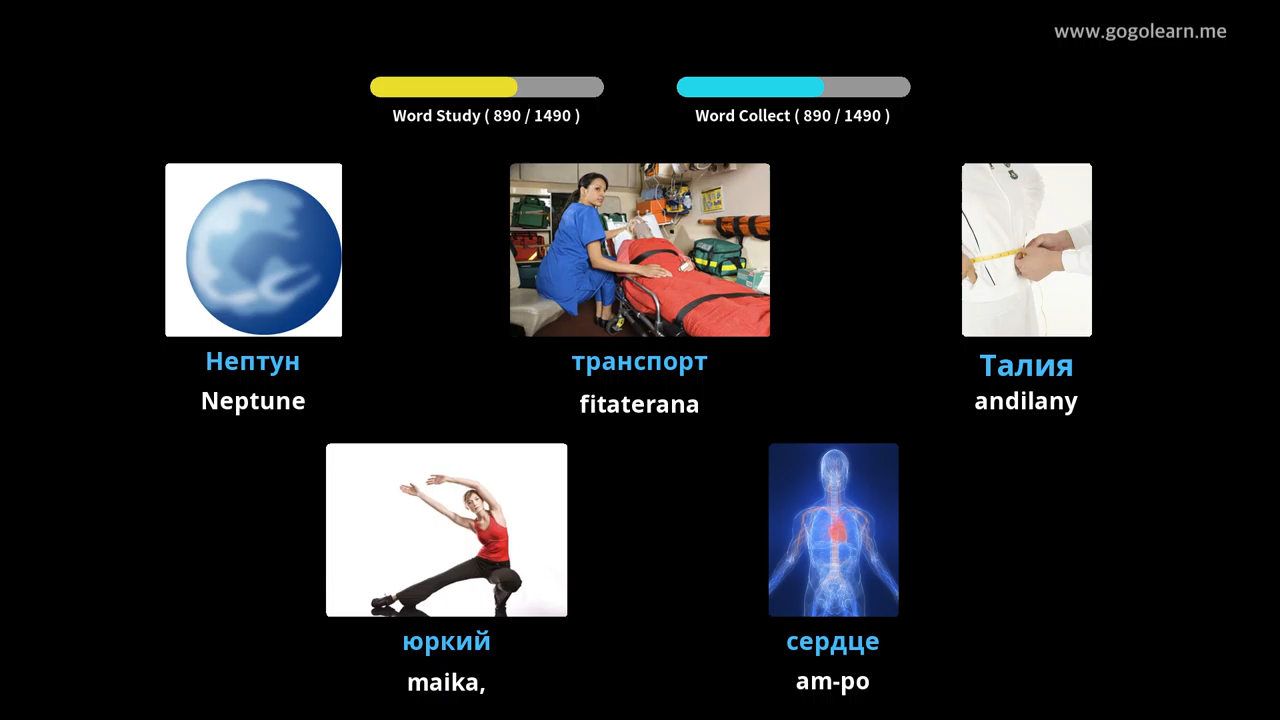 www.gogolearn.me
Word Study ( 890 / 1490 )
Word Collect ( 890 / 1490 )
Нептун
Neptune
транспорт
fitaterana
Талия
andilany
юркий
maika,
сердце
am-po